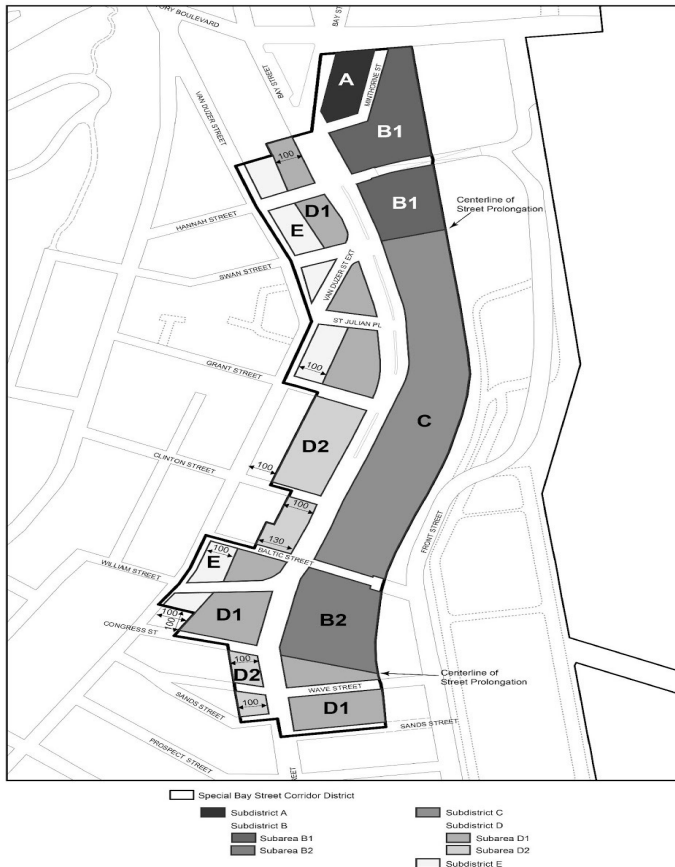 ORY BOULEVARD
BAY ST
BAY STREET
VAN DUZER STREET
A
MINTHORNE ST
B1
100
B1
Centerline of
Street Prolongation
HANNAH STREET
D1
E
SWAN STREET
VAN DUZER ST EXT
ST JULIAN PL
GRANT STREET
100
C
D2
CLINTON STREET
100
100
130
BALTIC STREET
FRONT STREET
100
E
WILLIAM STREET
100
100
CONGRESS ST
D1
B2
100
D2
Centerline of
Street Prolongation
WAVE STREET
100
D1
SANDS STREET
SANDS STREET
PROSPECT STREET
REET
Special Bay Street Corridor District
Subdistrict A
Subdistrict B
Subarea B1
Subarea B2
Subdistrict C
Subdistrict D
Subarea D1
Subarea D2
Subdistrict E